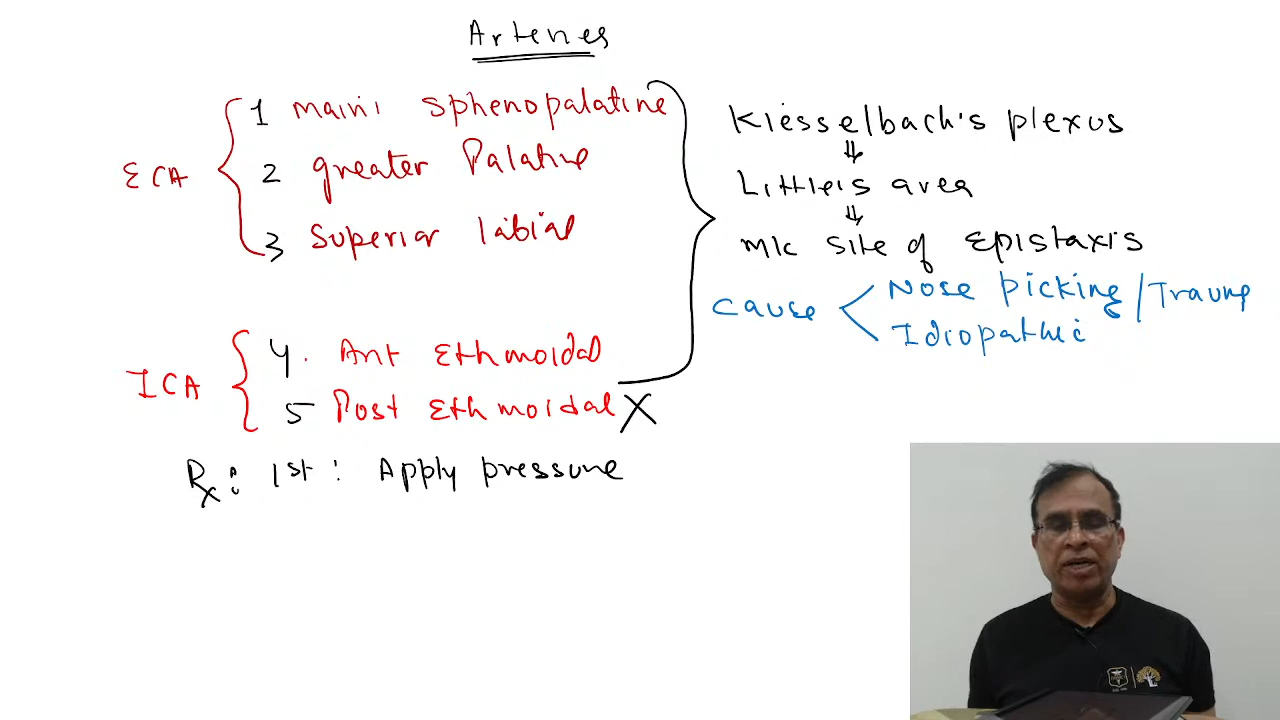 Arteries
ECA
1 main: sphenopalatine
2 greater Palatine
3 Superior labial
ICA
4. Ant Ethmoidal
5 Post Ethmoidal X
Kiesselbach's plexus
⇓
Little's area
⇓
m/c site of Epistaxis
cause
Nose picking / Trauma
Idiopathic
Rx: 1st: Apply pressure